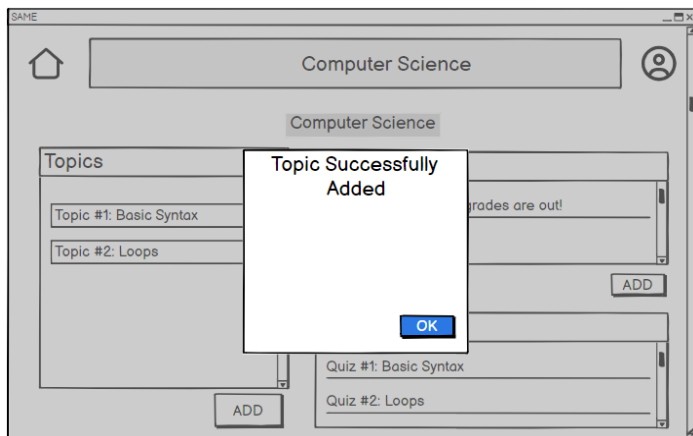 SAME
Computer Science
Computer Science
Topics
Topic Successfully
Added
Topic #1: Basic Syntax
grades are out!
Topic #2: Loops
ADD
OK
Quiz #1: Basic Syntax
Quiz #2: Loops
ADD